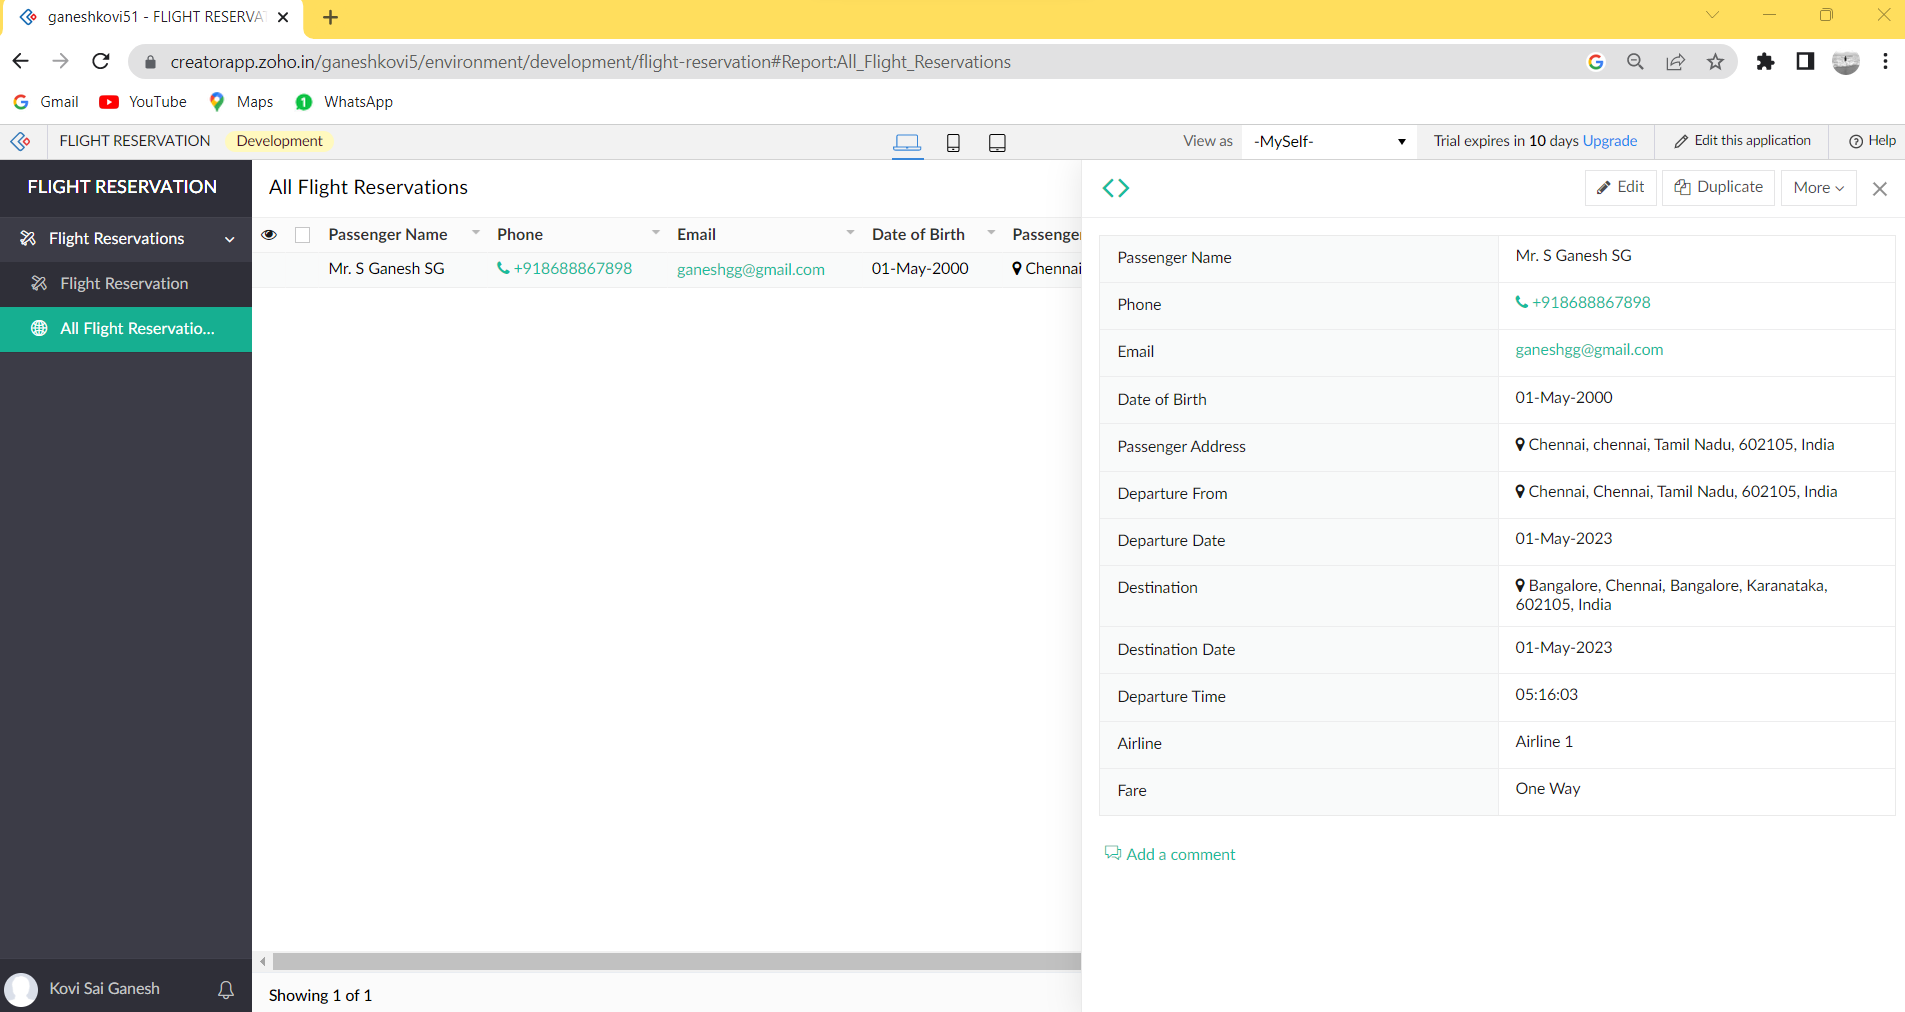 ganeshkovi51 - FLIGHT RESERVA
creatorapp.zoho.in/ganeshkovi5/environment/development/flight-reservation#Report:All_Flight_Reservations
Gmail YouTube Maps 1 WhatsApp
FLIGHT RESERVATION Development View as -MySelf- Trial expires in 10 days Upgrade Edit this application Help
FLIGHT RESERVATION
Flight Reservations
Flight Reservation
All Flight Reservatio...
Kovi Sai Ganesh
All Flight Reservations
Passenger Name Phone Email Date of Birth Passenger
Mr. S Ganesh SG +918688867898 ganeshgg@gmail.com 01-May-2000 Chennai
Showing 1 of 1
Edit Duplicate More
Passenger Name Mr. S Ganesh SG
Phone +918688867898
Email ganeshgg@gmail.com
Date of Birth 01-May-2000
Passenger Address Chennai, chennai, Tamil Nadu, 602105, India
Departure From Chennai, Chennai, Tamil Nadu, 602105, India
Departure Date 01-May-2023
Destination Bangalore, Chennai, Bangalore, Karanataka,
602105, India
Destination Date 01-May-2023
Departure Time 05:16:03
Airline Airline 1
Fare One Way
Add a comment